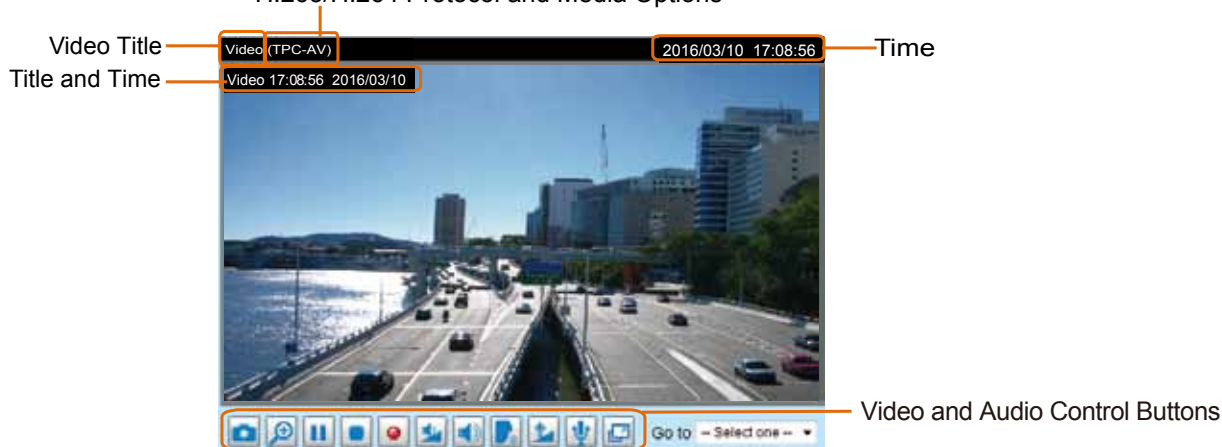 H.265/H.264 Protocol and Media Options
Video Title
Video (TPC-AV)
2016/03/10 17:08:56
Time
Title and Time
Video 17:08:56 2016/03/10
Video and Audio Control Buttons
Go to -- Select one --